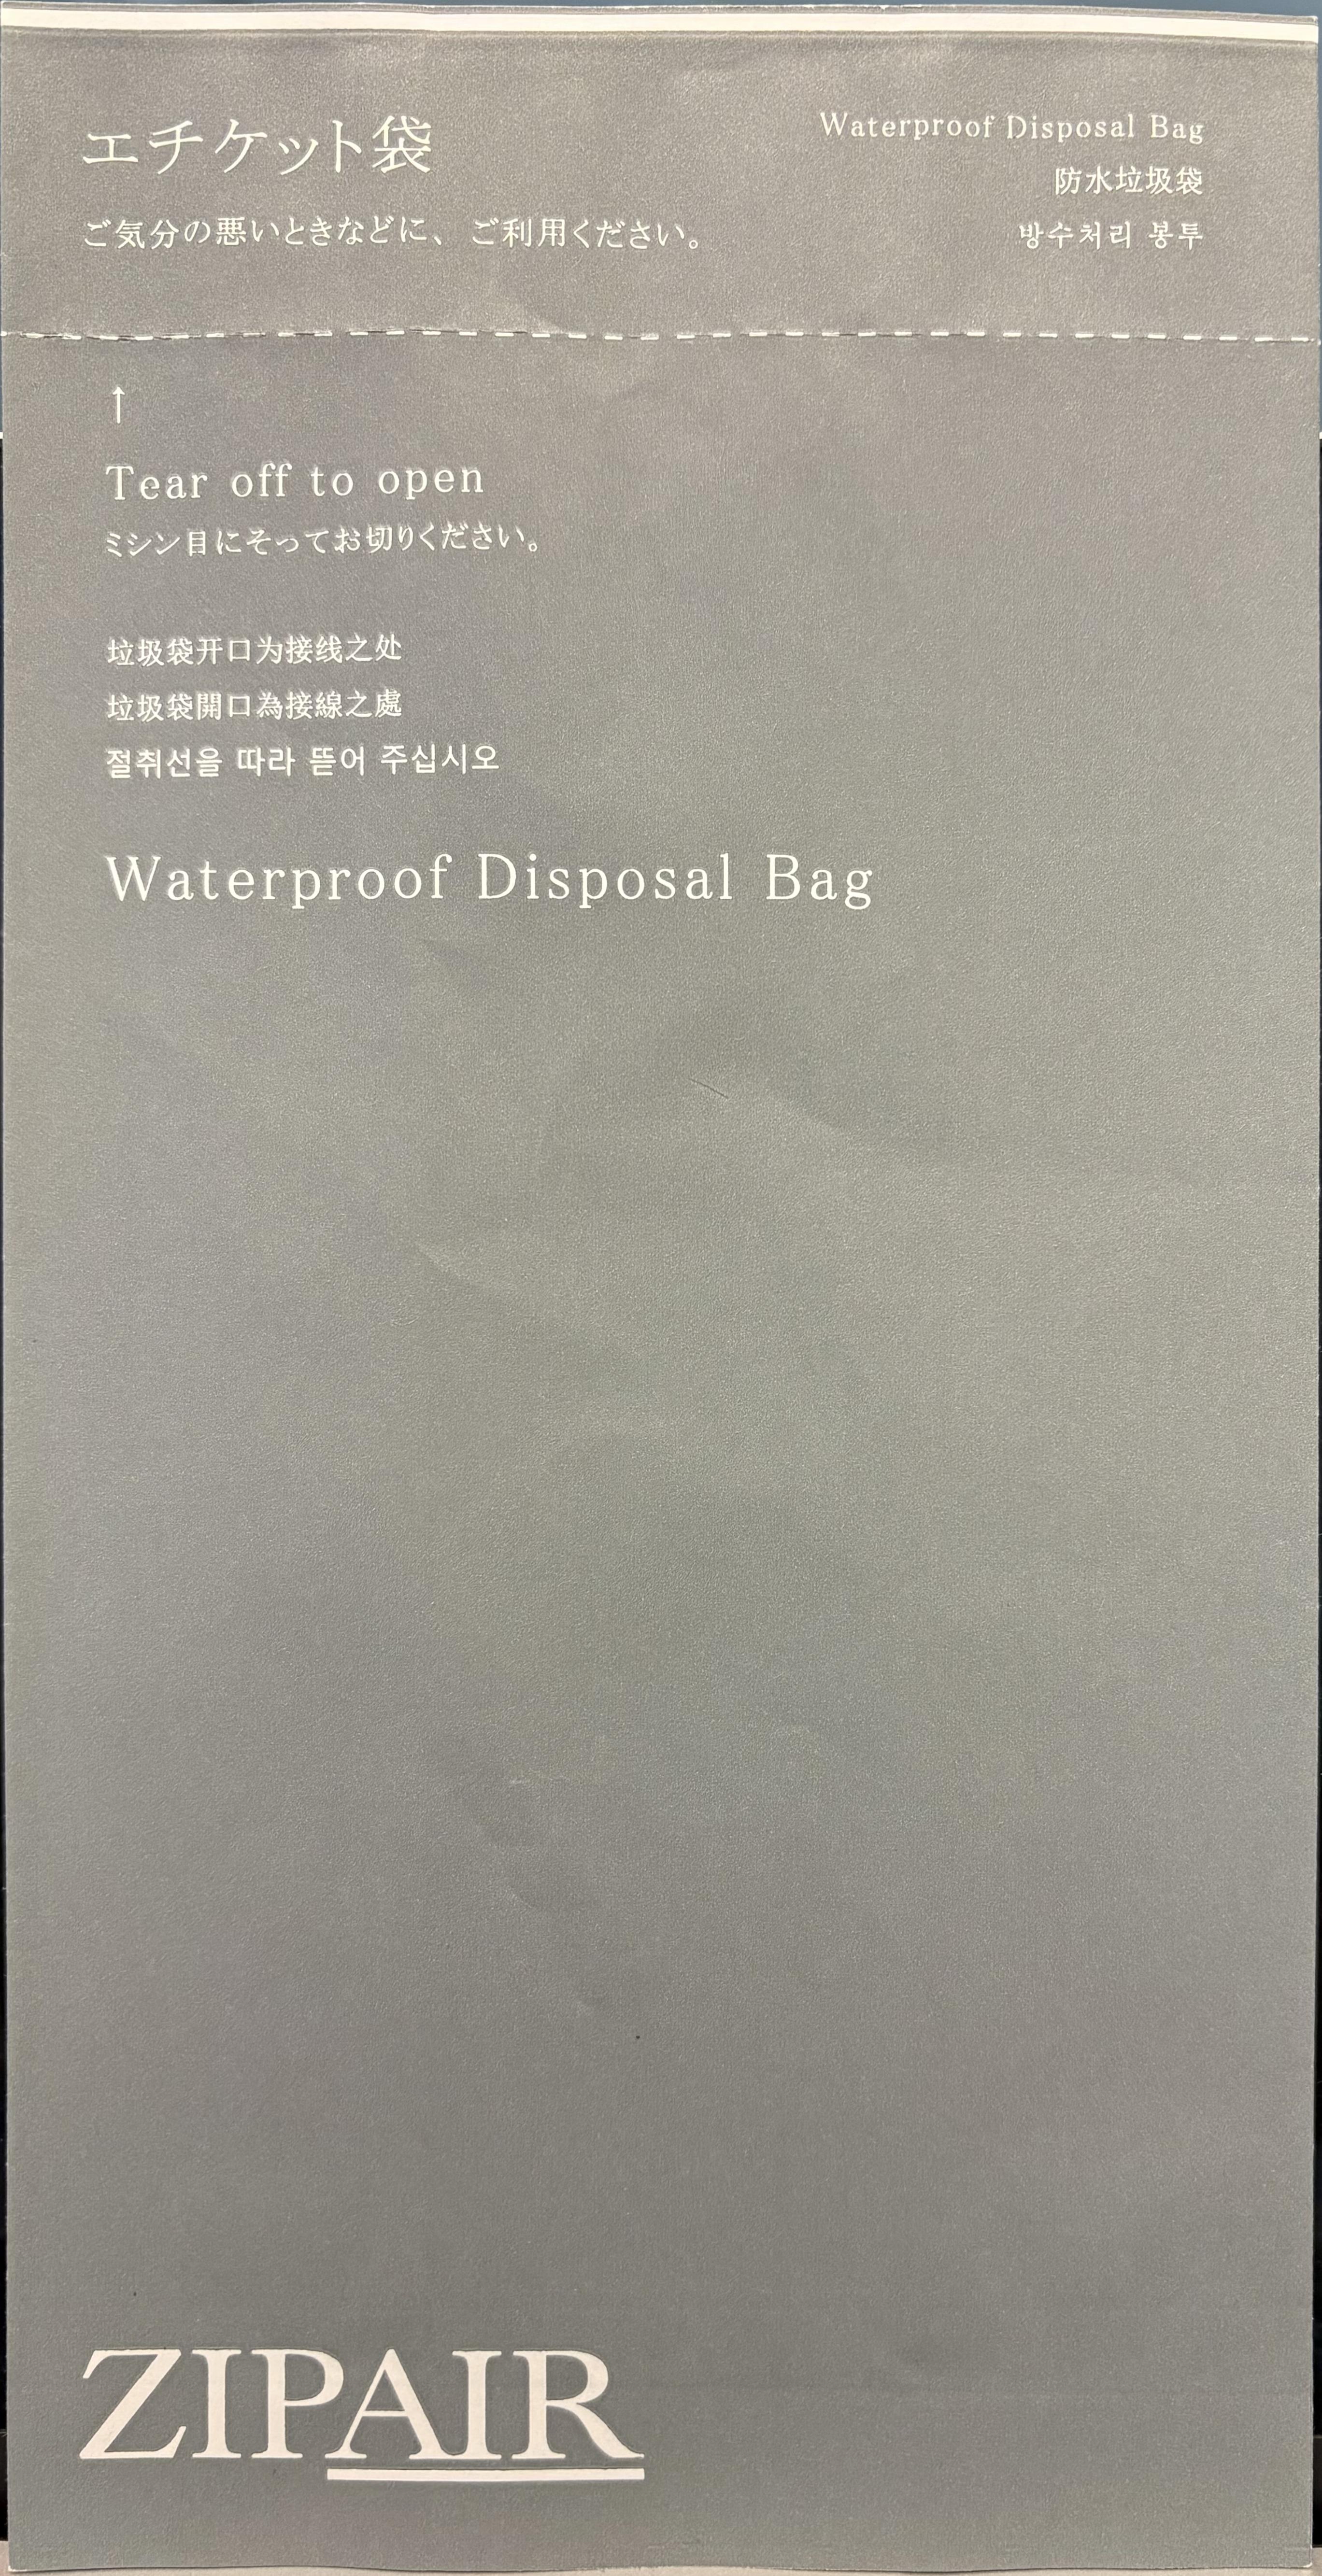 エチケット袋
ご気分の悪いときなどに、ご利用ください。
Waterproof Disposal Bag
防水垃圾袋
방수처리 봉투
↑
Tear off to open
ミシン目にそってお切りください。
垃圾袋开口为接线之处
垃圾袋開口為接線之處
절취선을 따라 뜯어 주십시오
Waterproof Disposal Bag
ZIPAIR